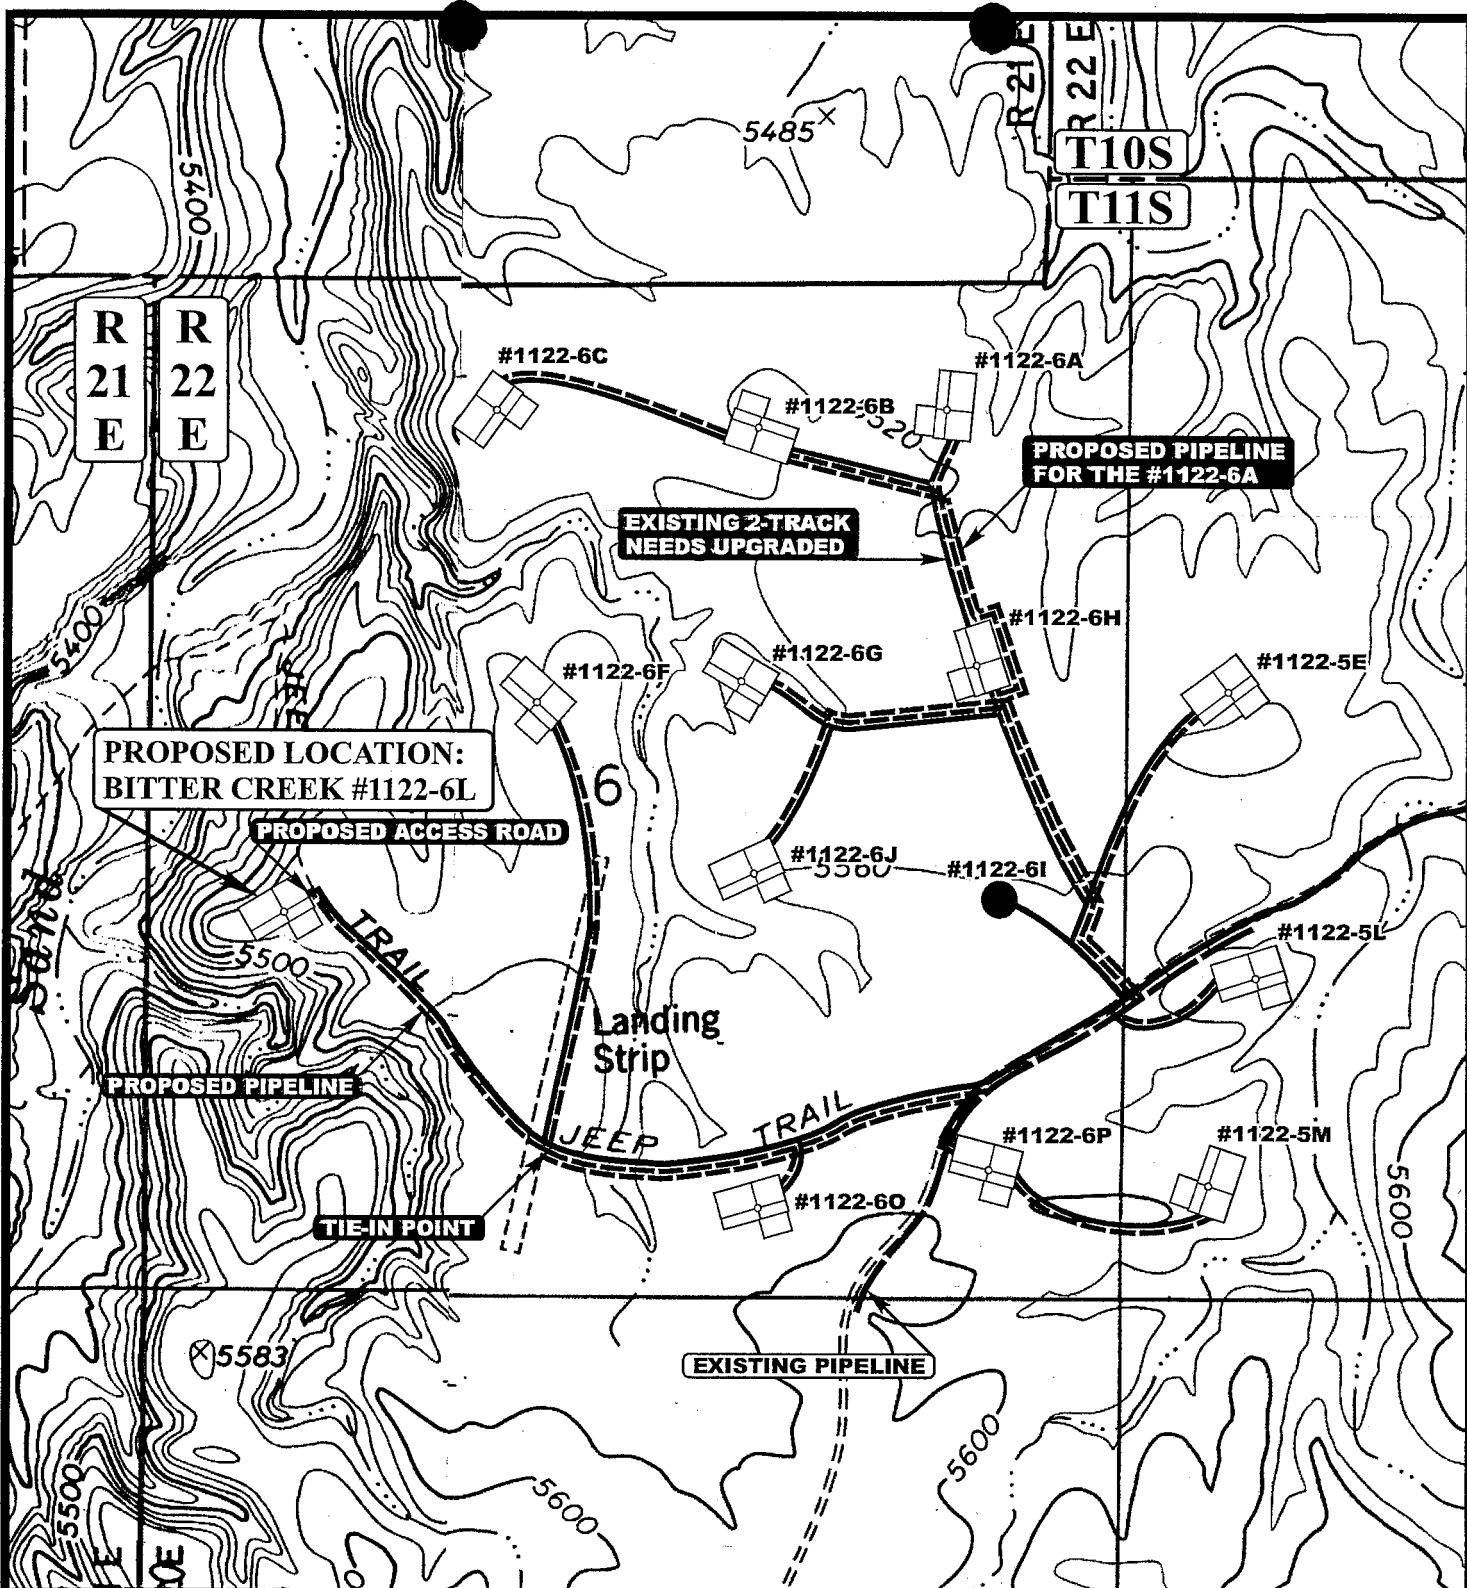 R 21 E
R 22 E
5485
T10S
T11S
5400
R
21
E
R
22
E
#1122-6C
#1122-6A
#1122-6B
5520
PROPOSED PIPELINE
FOR THE #1122-6A
EXISTING 2-TRACK
NEEDS UPGRADED
5400
#1122-6H
#1122-6G
#1122-6F
#1122-5E
PROPOSED LOCATION:
BITTER CREEK #1122-6L
6
PROPOSED ACCESS ROAD
#1122-6J
5560
#1122-6I
Sand
TRAIL
5500
#1122-5L
Landing
Strip
PROPOSED PIPELINE
JEEP
TRAIL
#1122-6P
#1122-5M
#1122-6O
5600
TIE-IN POINT
5583
EXISTING PIPELINE
5600
5600
5500